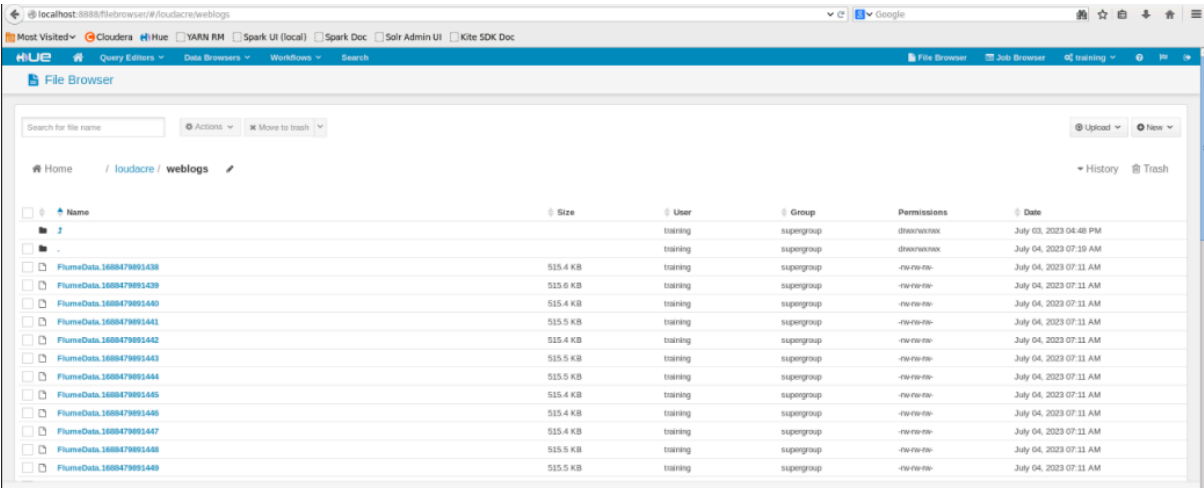 localhost:8888/filebrowser/#/loudacre/weblogs Google
Most Visited Cloudera Hue YARN RM Spark UI (local) Spark Doc Solr Admin UI Kite SDK Doc
HUE Query Editors Data Browsers Workflows Search File Browser Job Browser training
File Browser
Search for file name Actions Move to trash Upload New
Home / loudacre / weblogs History Trash
Name Size User Group Permissions Date
training supergroup drwxrwxrwx July 03, 2023 04:48 PM
. training supergroup drwxrwxrwx July 04, 2023 07:19 AM
FlumeData.1688479891438 515.4 KB training supergroup -rw-rw-rw- July 04, 2023 07:11 AM
FlumeData.1688479891439 515.6 KB training supergroup -rw-rw-rw- July 04, 2023 07:11 AM
FlumeData.1688479891440 515.4 KB training supergroup -rw-rw-rw- July 04, 2023 07:11 AM
FlumeData.1688479891441 515.5 KB training supergroup -rw-rw-rw- July 04, 2023 07:11 AM
FlumeData.1688479891442 515.4 KB training supergroup -rw-rw-rw- July 04, 2023 07:11 AM
FlumeData.1688479891443 515.5 KB training supergroup -rw-rw-rw- July 04, 2023 07:11 AM
FlumeData.1688479891444 515.5 KB training supergroup -rw-rw-rw- July 04, 2023 07:11 AM
FlumeData.1688479891445 515.4 KB training supergroup -rw-rw-rw- July 04, 2023 07:11 AM
FlumeData.1688479891446 515.4 KB training supergroup -rw-rw-rw- July 04, 2023 07:11 AM
FlumeData.1688479891447 515.4 KB training supergroup -rw-rw-rw- July 04, 2023 07:11 AM
FlumeData.1688479891448 515.5 KB training supergroup -rw-rw-rw- July 04, 2023 07:11 AM
FlumeData.1688479891449 515.5 KB training supergroup -rw-rw-rw- July 04, 2023 07:11 AM